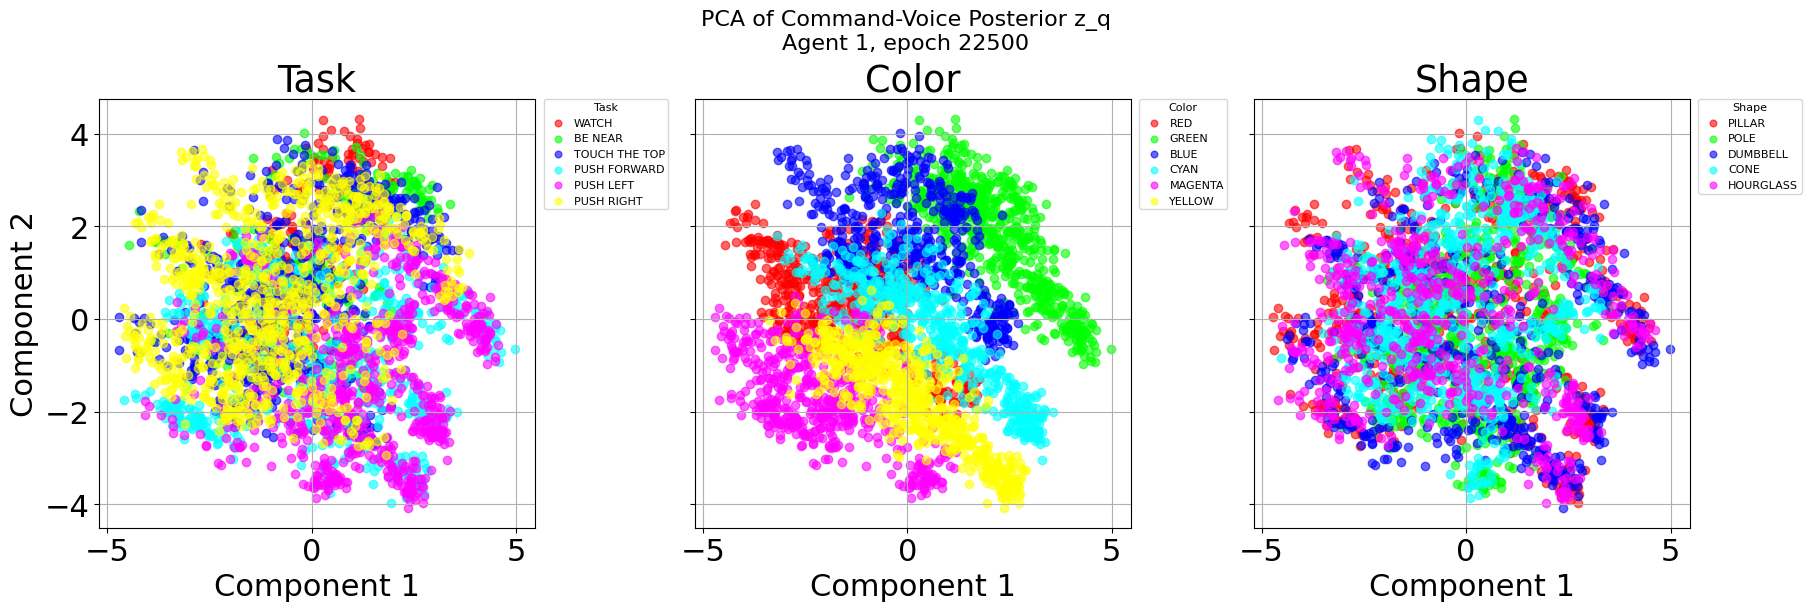 PCA of Command-Voice Posterior z_q
Agent 1, epoch 22500
Task
Color
Shape
Component 2
4
2
0
−2
−4
−5
0
5
Component 1
Task
WATCH
BE NEAR
TOUCH THE TOP
PUSH FORWARD
PUSH LEFT
PUSH RIGHT
−5
0
5
Component 1
Color
RED
GREEN
BLUE
CYAN
MAGENTA
YELLOW
−5
0
5
Component 1
Shape
PILLAR
POLE
DUMBBELL
CONE
HOURGLASS